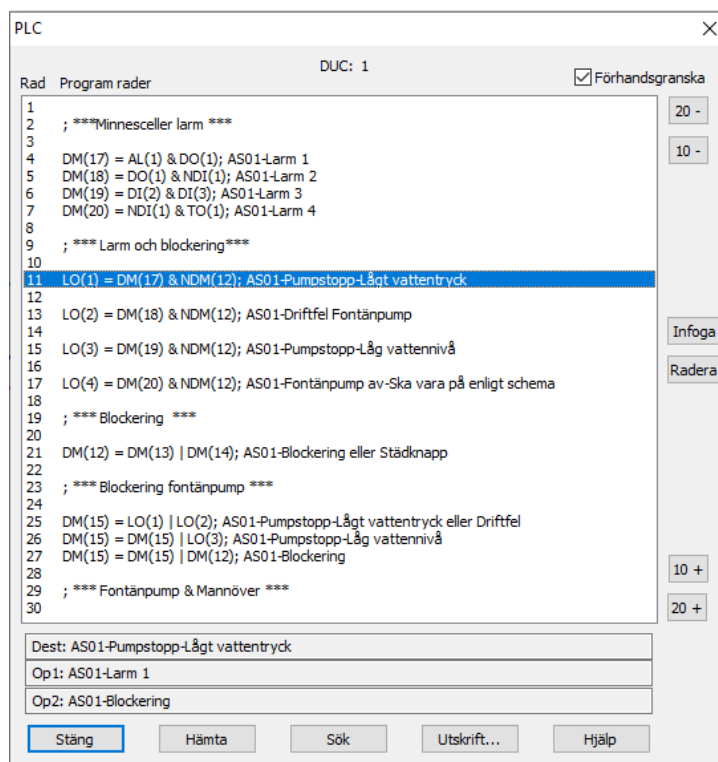 PLC
DUC: 1
Förhandsgranska
Rad Program rader
20 -
10 -
1
2 ; ***Minnesceller larm ***
3
4 DM(17) = AL(1) & DO(1); AS01-Larm 1
5 DM(18) = DO(1) & NDI(1); AS01-Larm 2
6 DM(19) = DI(2) & DI(3); AS01-Larm 3
7 DM(20) = NDI(1) & TO(1); AS01-Larm 4
8
9 ; *** Larm och blockering***
10
11 LO(1) = DM(17) & NDM(12); AS01-Pumpstopp-Lågt vattentryck
12
13 LO(2) = DM(18) & NDM(12); AS01-Driftfel Fontänpump
14
15 LO(3) = DM(19) & NDM(12); AS01-Pumpstopp-Låg vattennivå
16
17 LO(4) = DM(20) & NDM(12); AS01-Fontänpump av-Ska vara på enligt schema
18
19 ; *** Blockering ***
20
21 DM(12) = DM(13) | DM(14); AS01-Blockering eller Städknapp
22
23 ; *** Blockering fontänpump ***
24
25 DM(15) = LO(1) | LO(2); AS01-Pumpstopp-Lågt vattentryck eller Driftfel
26 DM(15) = DM(15) | LO(3); AS01-Pumpstopp-Låg vattennivå
27 DM(15) = DM(15) | DM(12); AS01-Blockering
28
29 ; *** Fontänpump & Mannöver ***
30
Infoga
Radera
10 +
20 +
Dest: AS01-Pumpstopp-Lågt vattentryck
Op1: AS01-Larm 1
Op2: AS01-Blockering
Stäng
Hämta
Sök
Utskrift...
Hjälp